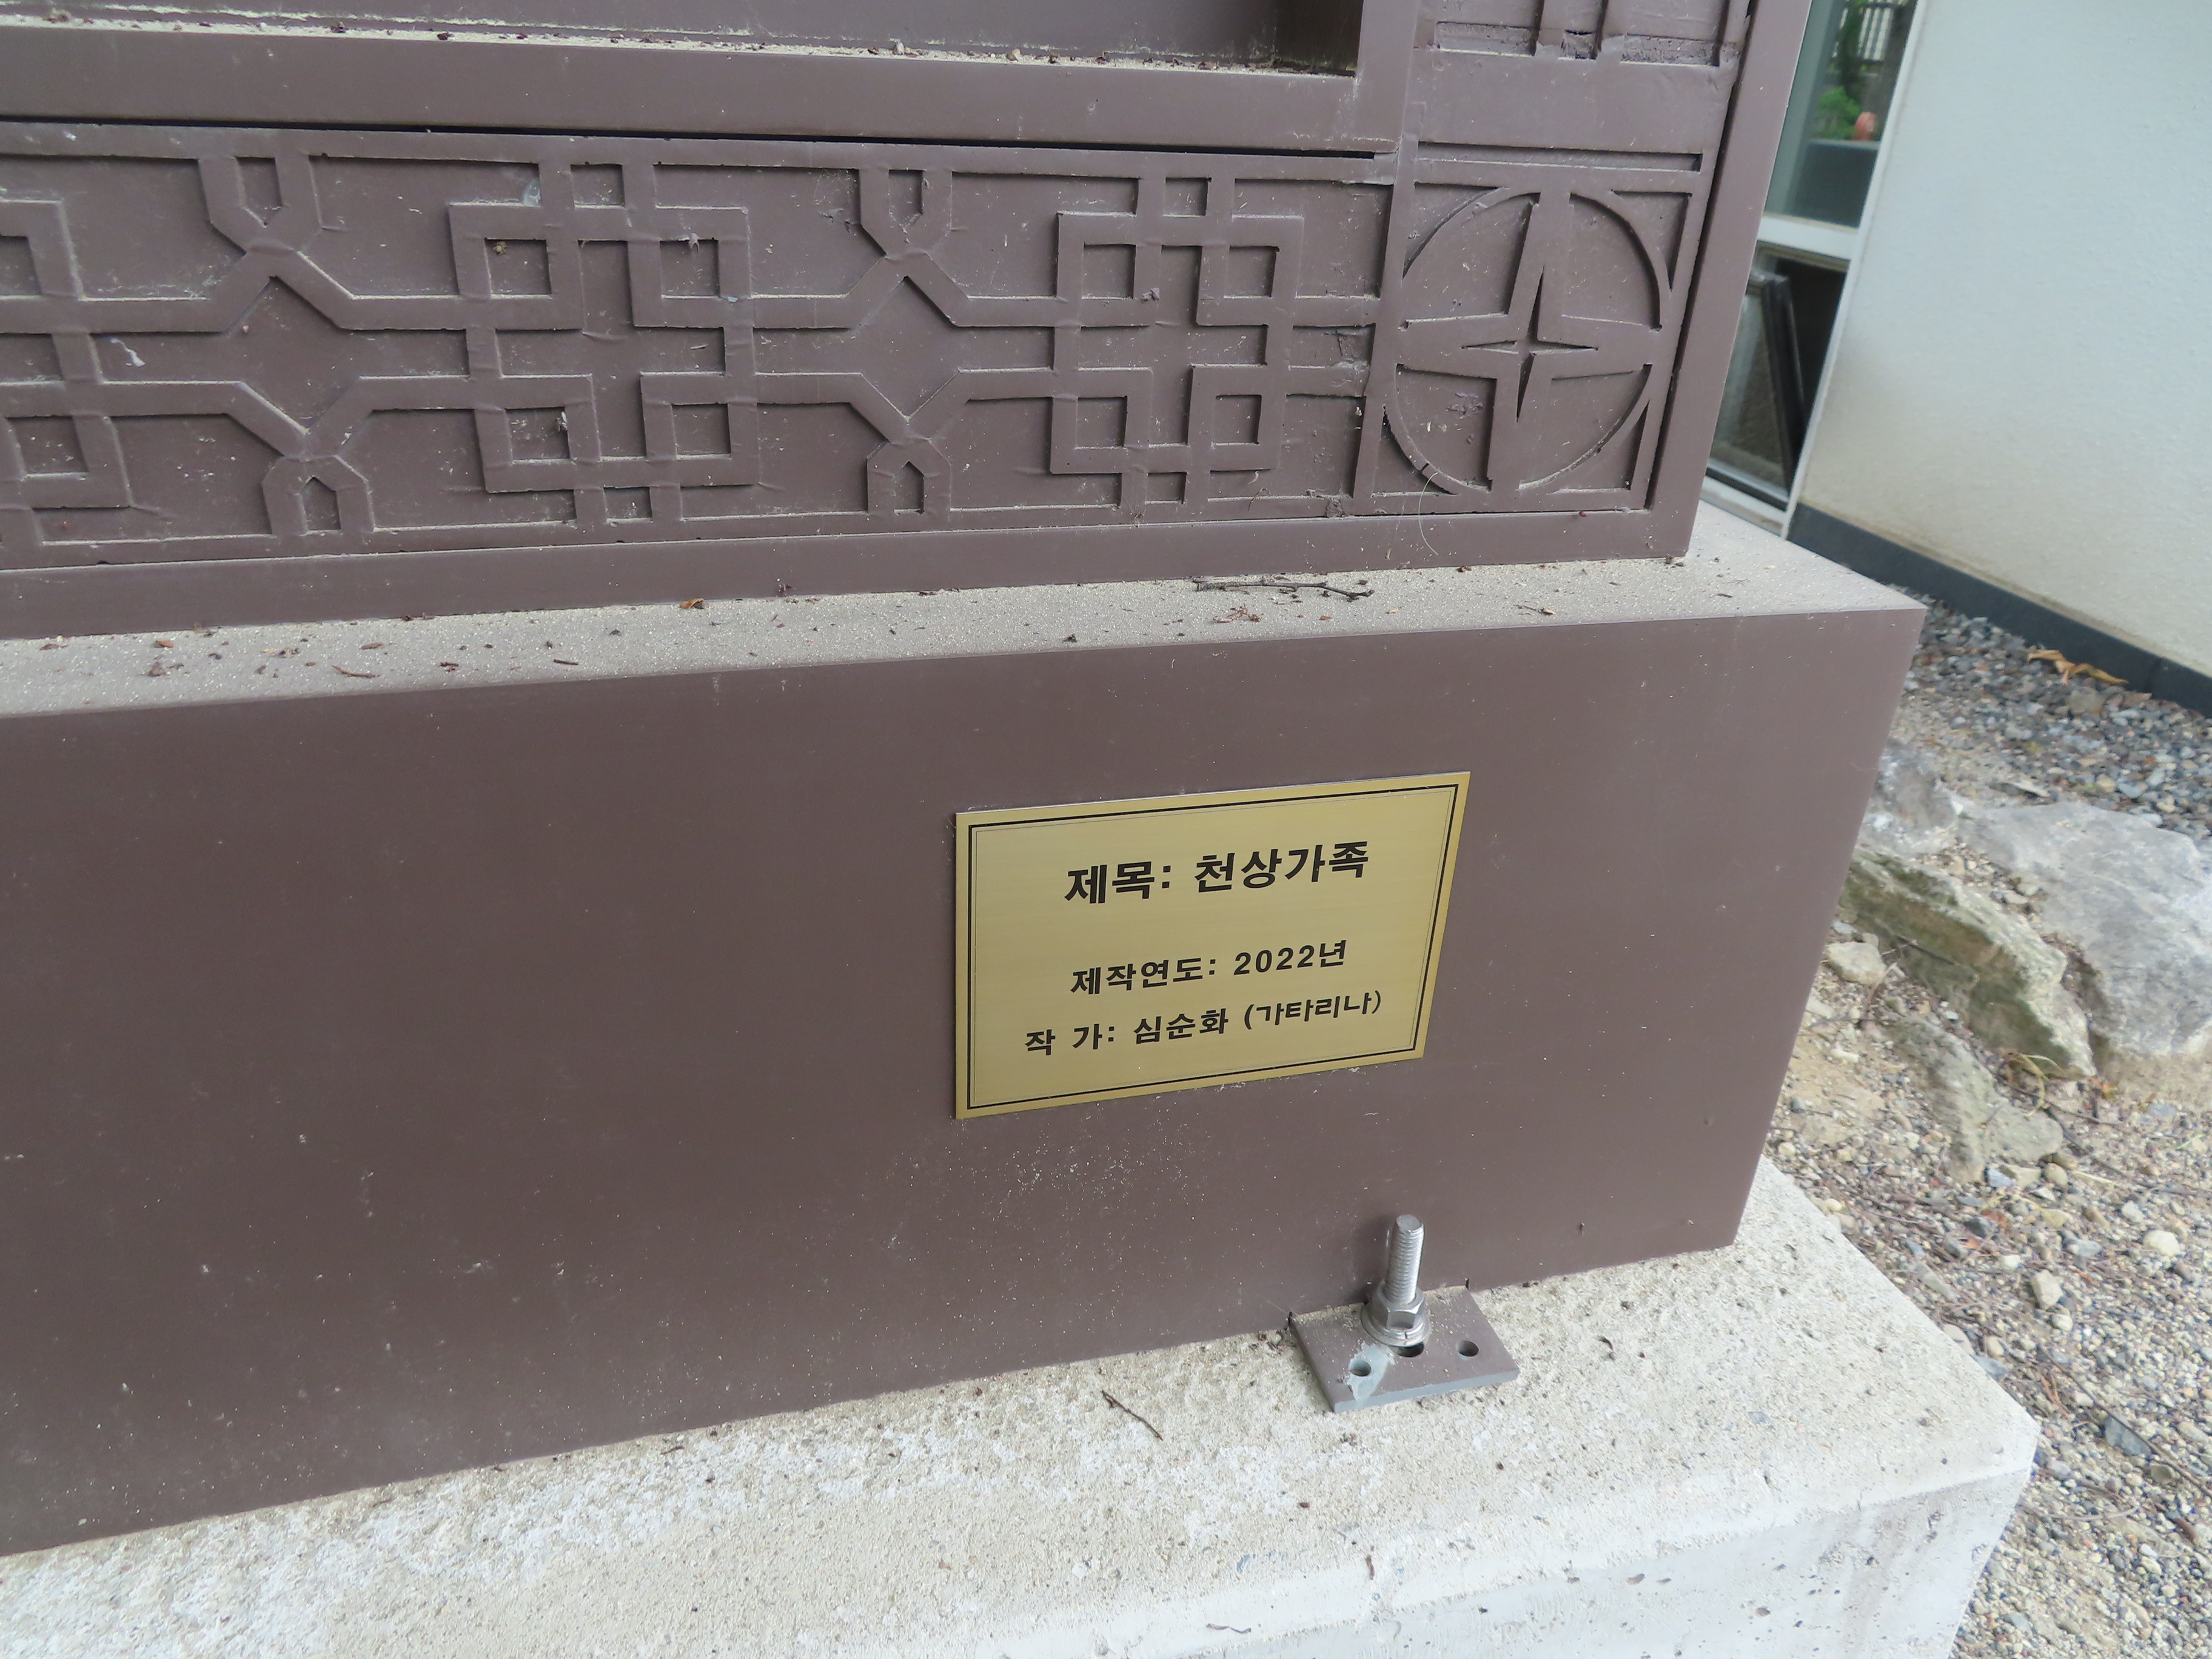 제목: 천상가족
제작연도: 2022년
작 가: 심순화 (가타리나)